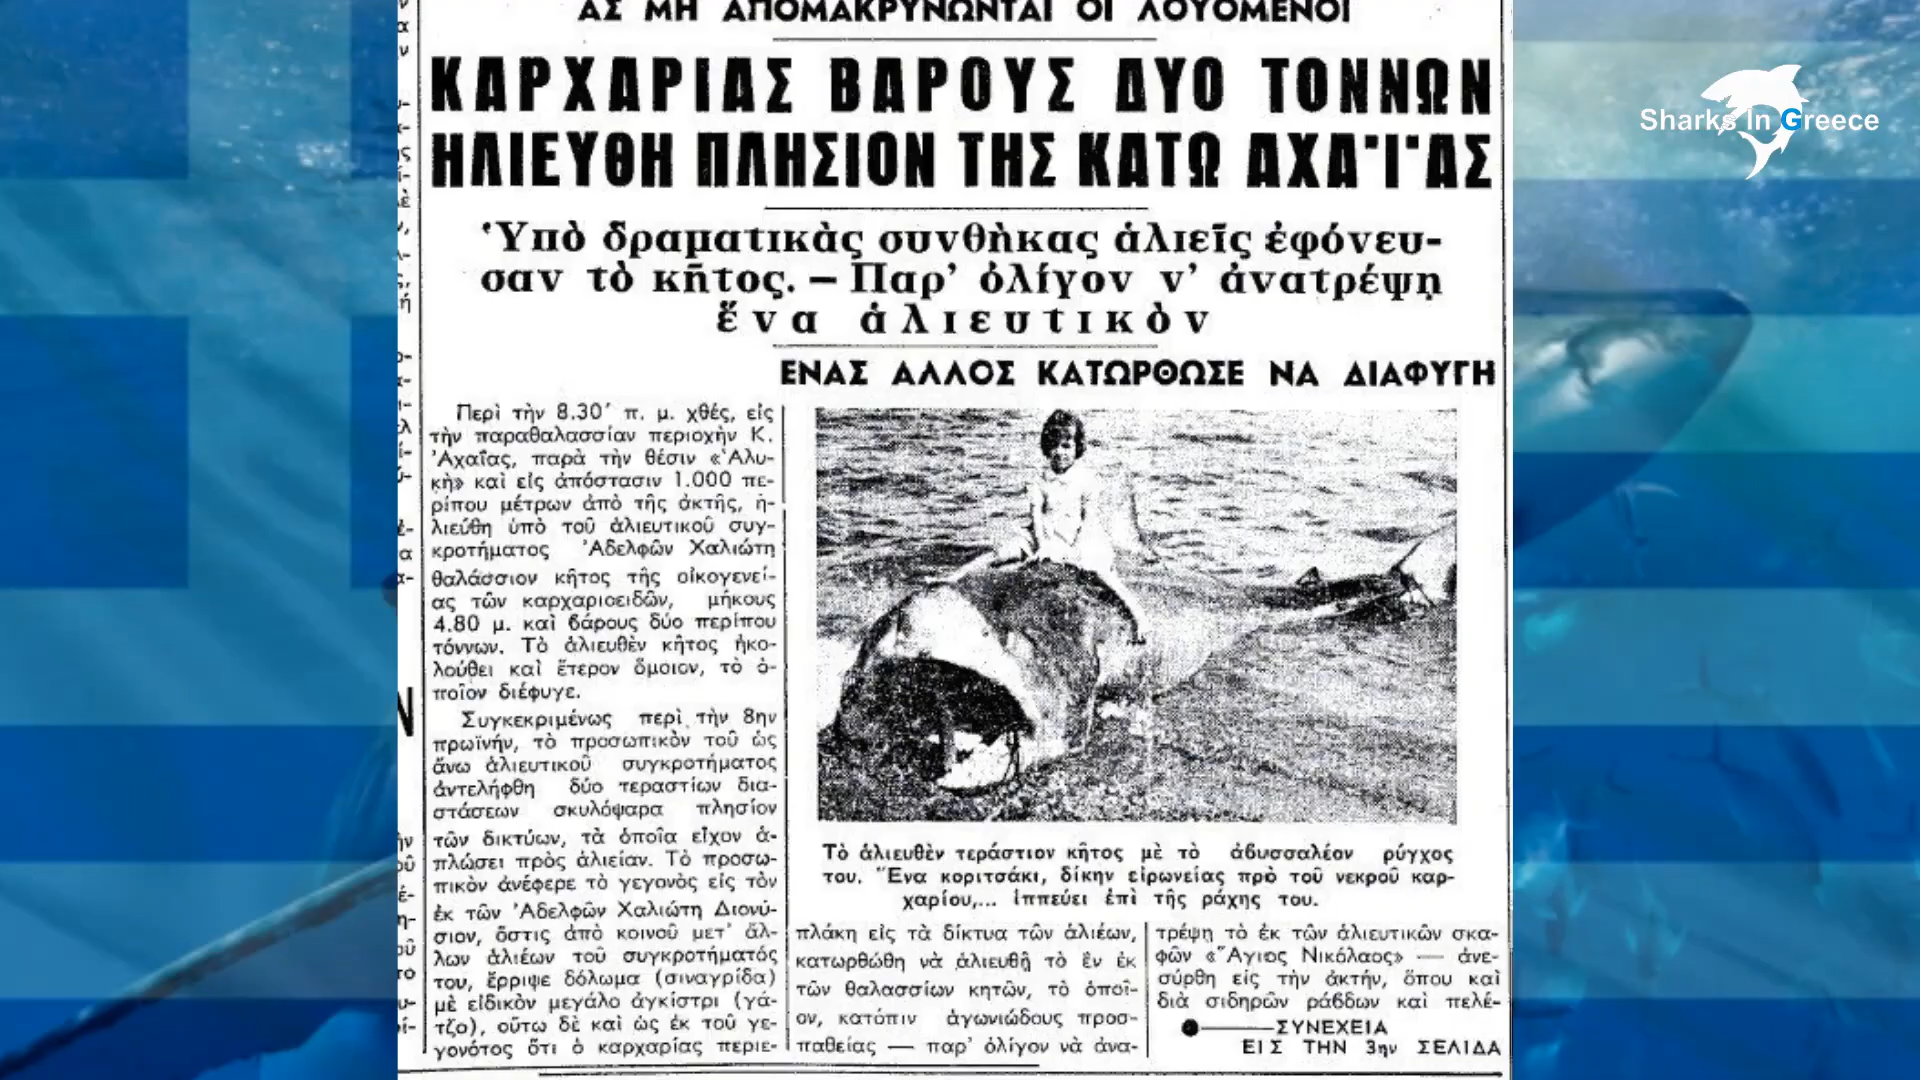 ΑΣ ΜΗ ΑΠΟΜΑΚΡΥΝΩΝΤΑΙ ΟΙ ΛΟΥΟΜΕΝΟΙ
ΚΑΡΧΑΡΙΑΣ ΒΑΡΟΥΣ ΔΥΟ ΤΟΝΝΩΝ
ΗΛΙΕΥΘΗ ΠΛΗΣΙΟΝ ΤΗΣ ΚΑΤΩ ΑΧΑΪΑΣ
Ὑπὸ δραματικὰς συνθὴκας ἁλιεῖς ἐφόνευ-
σαν τὸ κῆτος. — Παρ' ὀλίγον ν' ἀνατρέψῃ
ἕνα ἁλιευτικὸν
ΕΝΑΣ ΑΛΛΟΣ ΚΑΤΩΡΘΩΣΕ ΝΑ ΔΙΑΦΥΓΗ
Περὶ τὴν 8.30' π. μ. χθές, εἰς
τὴν παραθαλασσίαν περιοχὴν Κ.
Ἀχαΐας, παρὰ τὴν θέσιν «Ἁλυ-
κὴ» καὶ εἰς ἀπόστασιν 1.000 πε-
ρίπου μέτρων ἀπὸ τῆς ἀκτῆς, ἡ-
λιεύθη ὑπὸ τοῦ ἁλιευτικοῦ συγ-
κροτήματος Ἀδελφῶν Χαλιώτη
θαλάσσιον κῆτος τῆς οἰκογενεί-
ας τῶν καρχαριοειδῶν, μήκους
4.80 μ. καὶ βάρους δύο περίπου
τόννων. Τὸ ἁλιευθὲν κῆτος ἠκο-
λούθει καὶ ἕτερον ὅμοιον, τὸ ὁ-
ποῖον διέφυγε.
Συγκεκριμένως περὶ τὴν 8ην
πρωϊνήν, τὸ προσωπικὸν τοῦ ὡς
ἄνω ἁλιευτικοῦ συγκροτήματος
ἀντελήφθη δύο τεραστίων δια-
στάσεων σκυλόψαρα πλησίον
τῶν δικτύων, τὰ ὁποῖα εἶχον ἁ-
πλώσει πρὸς ἁλιείαν. Τὸ προσω-
πικὸν ἀνέφερε τὸ γεγονὸς εἰς τὸν
ἐκ τῶν Ἀδελφῶν Χαλιώτη Διονύ-
σιον, ὅστις ἀπὸ κοινοῦ μετ' ἄλ-
λων ἁλιέων τοῦ συγκροτήματός
του, ἔρριψε δόλωμα (σιναγρίδα)
μὲ εἰδικὸν μεγάλο ἀγκίστρι (γά-
τζο), οὕτω δὲ καὶ ὡς ἐκ τοῦ γε-
γονότος ὅτι ὁ καρχαρίας περιε-
Τὸ ἁλιευθὲν τεράστιον κῆτος μὲ τὸ ἀβυσσαλέον ρύγχος
του. Ἕνα κοριτσάκι, δίκην εἰρωνείας πρὸ τοῦ νεκροῦ καρ-
χαρίου,... ἱππεύει ἐπὶ τῆς ράχης του.
πλάκη εἰς τὰ δίκτυα τῶν ἁλιέων,
κατωρθώθη νὰ ἁλιευθῆ τὸ ἓν ἐκ
τῶν θαλασσίων κητῶν, τὸ ὁποῖ-
ον, κατόπιν ἀγωνιώδους προσ-
παθείας — παρ' ὀλίγον νὰ ἀνα-
τρέψῃ τὸ ἐκ τῶν ἁλιευτικῶν σκα-
φῶν «Ἅγιος Νικόλαος» — ἀνε-
σύρθη εἰς τὴν ἀκτήν, ὅπου καὶ
διὰ σιδηρῶν ράβδων καὶ πελέ-
ΣΥΝΕΧΕΙΑ
ΕΙΣ ΤΗΝ 3ην ΣΕΛΙΔΑ
Sharks In Greece